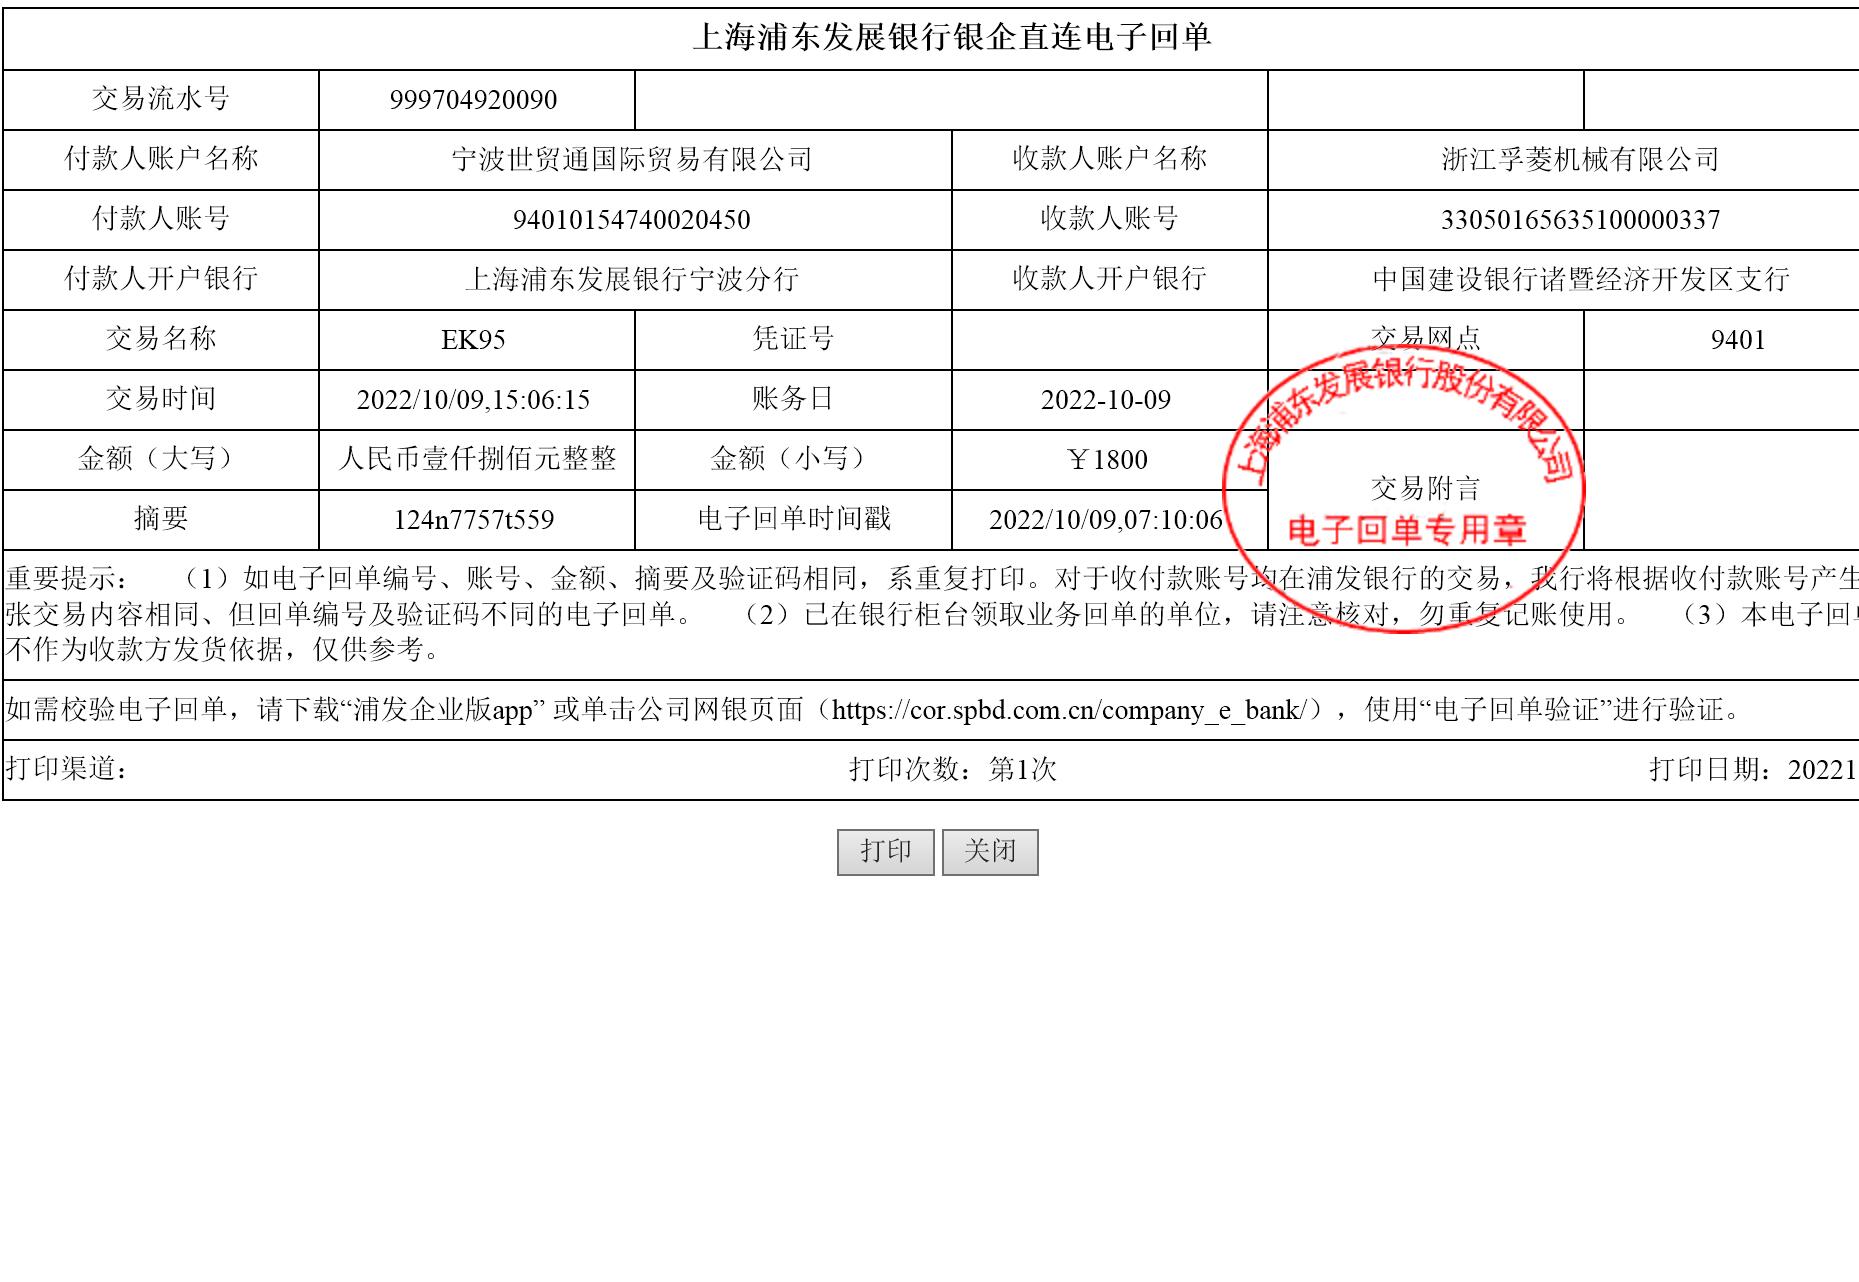 上海浦东发展银行银企直连电子回单
交易流水号 999704920090
付款人账户名称 宁波世贸通国际贸易有限公司 收款人账户名称 浙江孚菱机械有限公司
付款人账号 94010154740020450 收款人账号 33050165635100000337
付款人开户银行 上海浦东发展银行宁波分行 收款人开户银行 中国建设银行诸暨经济开发区支行
交易名称 EK95 凭证号 交易网点 9401
交易时间 2022/10/09,15:06:15 账务日 2022-10-09
金额（大写） 人民币壹仟捌佰元整整 金额（小写） ￥1800
交易附言
摘要 124n7757t559 电子回单时间戳 2022/10/09,07:10:06
上海浦东发展银行股份有限公司
电子回单专用章
重要提示： （1）如电子回单编号、账号、金额、摘要及验证码相同，系重复打印。对于收付款账号均在浦发银行的交易，我行将根据收付款账号产生
张交易内容相同、但回单编号及验证码不同的电子回单。 （2）已在银行柜台领取业务回单的单位，请注意核对，勿重复记账使用。 （3）本电子回单
不作为收款方发货依据，仅供参考。
如需校验电子回单，请下载“浦发企业版app” 或单击公司网银页面（https://cor.spbd.com.cn/company_e_bank/），使用“电子回单验证”进行验证。
打印渠道： 打印次数：第1次 打印日期：20221
打印 关闭